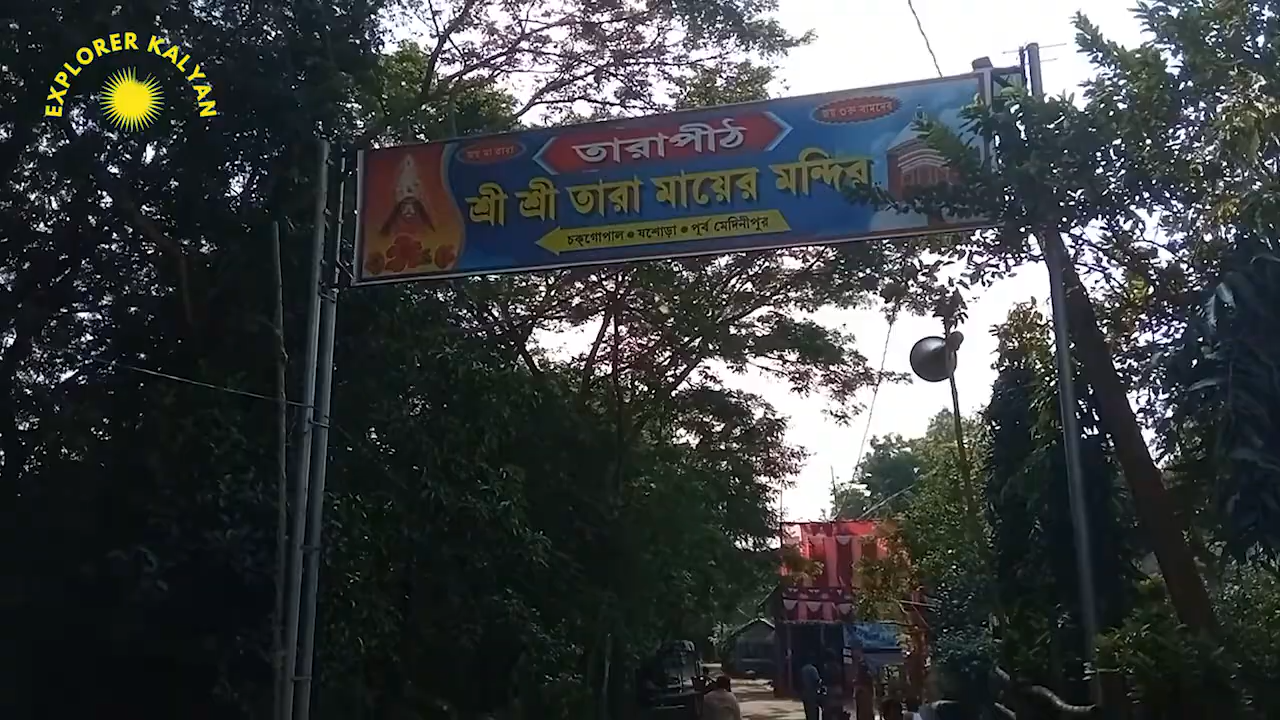 EXPLORER KALYAN
জয় মা তারা
তারাপীঠ
জয় গুরু বামদেব
শ্রী শ্রী তারা মায়ের মন্দির
চকগোপাল ● যশোড়া ● পূর্ব মেদিনীপুর